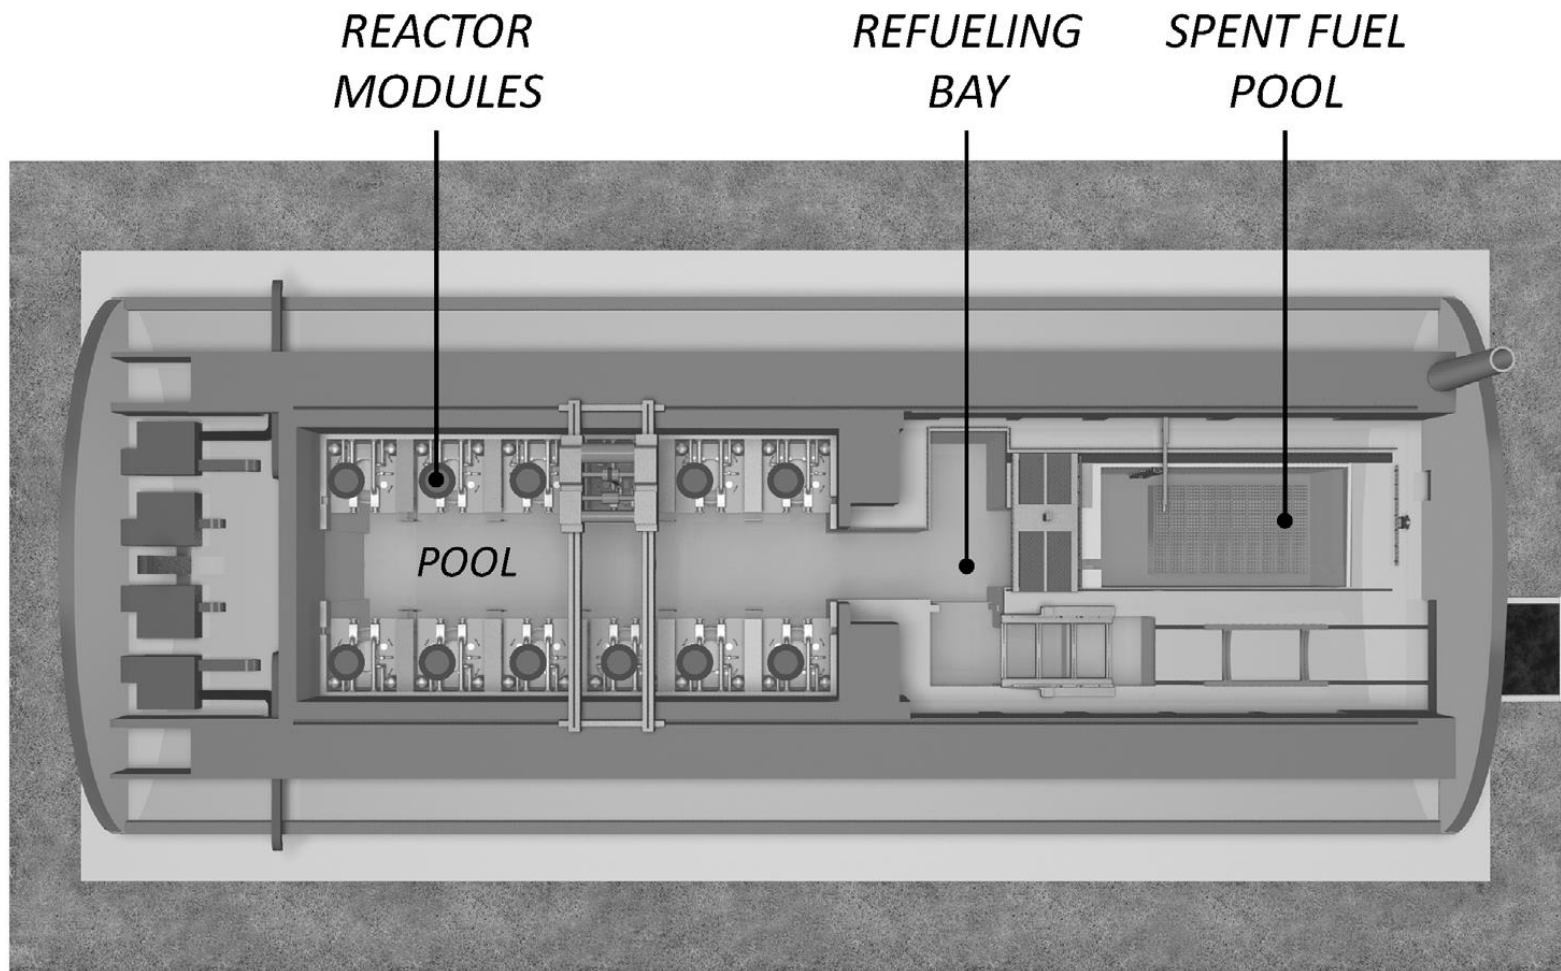 REACTOR
MODULES
REFUELING
BAY
SPENT FUEL
POOL
POOL